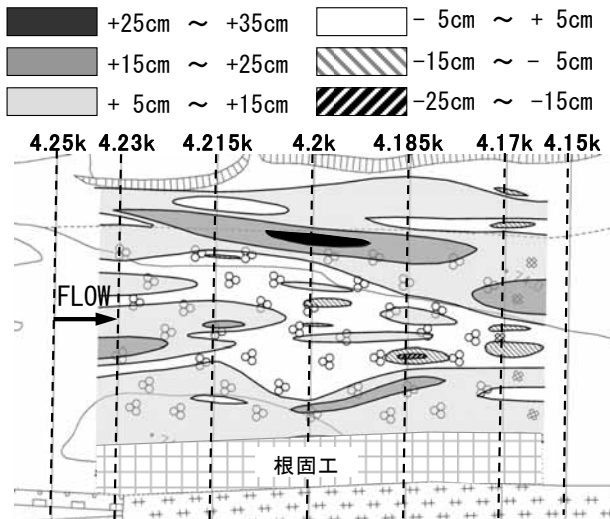 +25cm ～ +35cm
- 5cm ～ + 5cm
+15cm ～ +25cm
-15cm ～ - 5cm
+ 5cm ～ +15cm
-25cm ～ -15cm
4.25k 4.23k 4.215k 4.2k 4.185k 4.17k 4.15k
FLOW
根固工